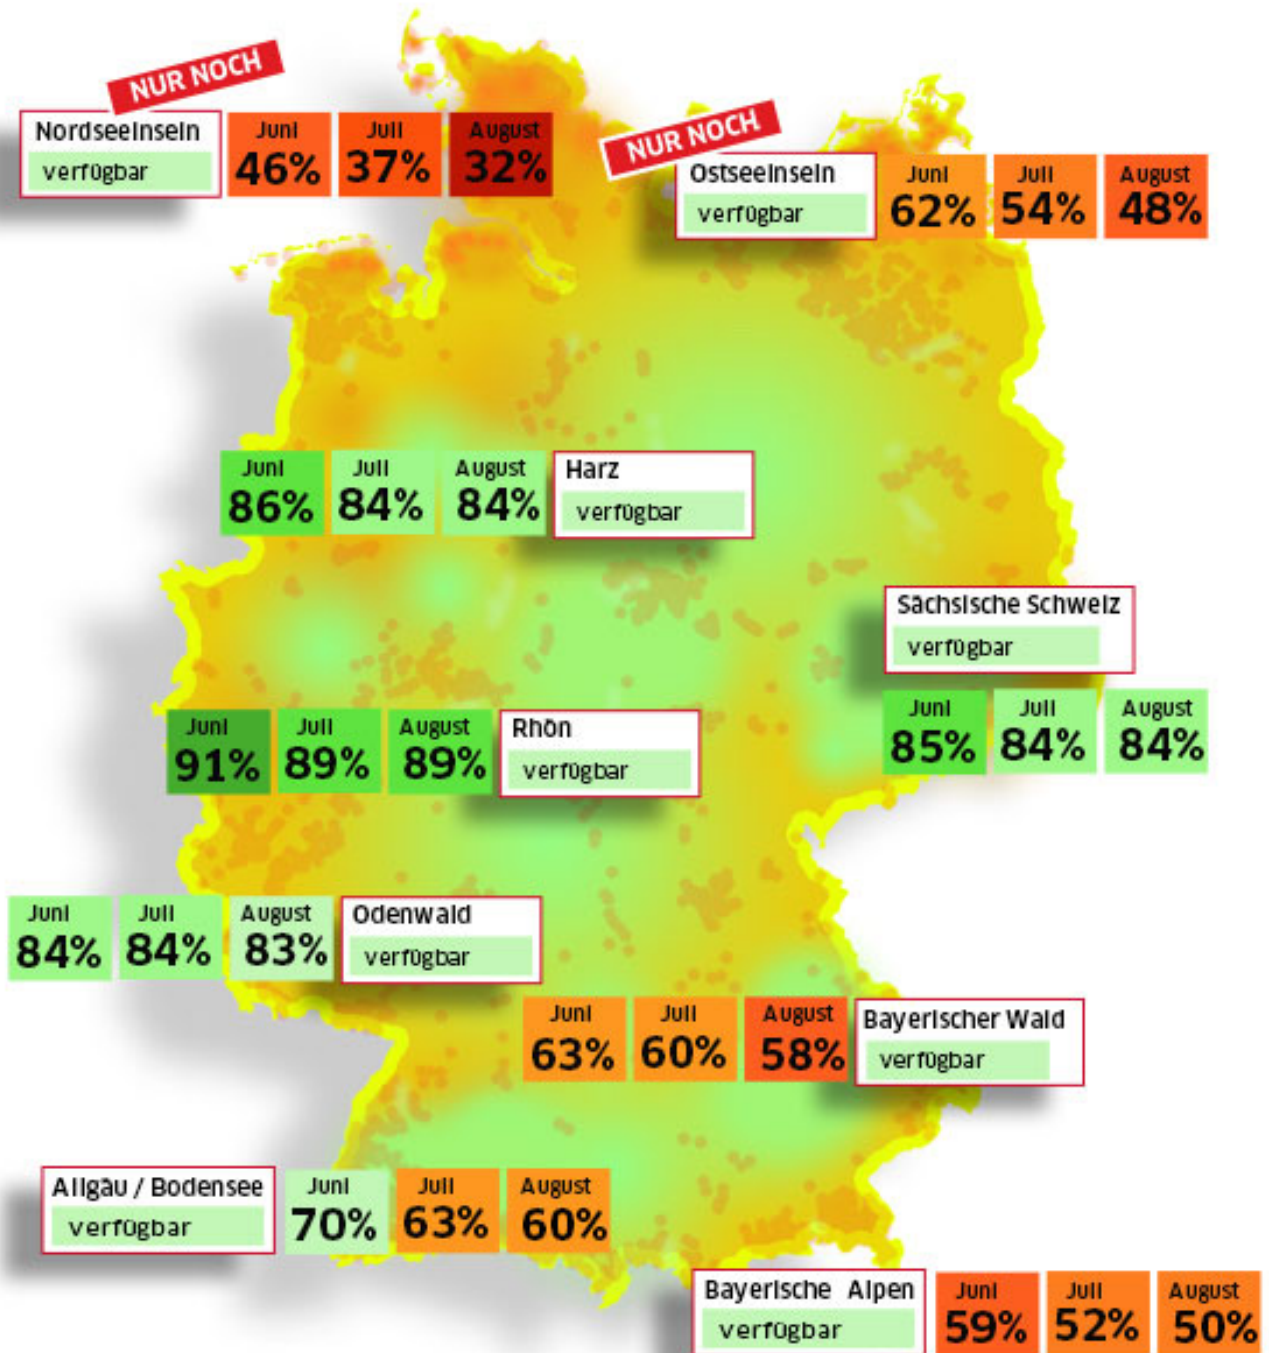 NUR NOCH
Nordseeinseln
verfügbar
Juni
46%
Juli
37%
August
32%
NUR NOCH
Ostseeinseln
verfügbar
Juni
62%
Juli
54%
August
48%
Juni
86%
Juli
84%
August
84%
Harz
verfügbar
Sächsische Schweiz
verfügbar
Juni
85%
Juli
84%
August
84%
Juni
91%
Juli
89%
August
89%
Rhön
verfügbar
Juni
84%
Juli
84%
August
83%
Odenwald
verfügbar
Juni
63%
Juli
60%
August
58%
Bayerischer Wald
verfügbar
Allgäu / Bodensee
verfügbar
Juni
70%
Juli
63%
August
60%
Bayerische Alpen
verfügbar
Juni
59%
Juli
52%
August
50%